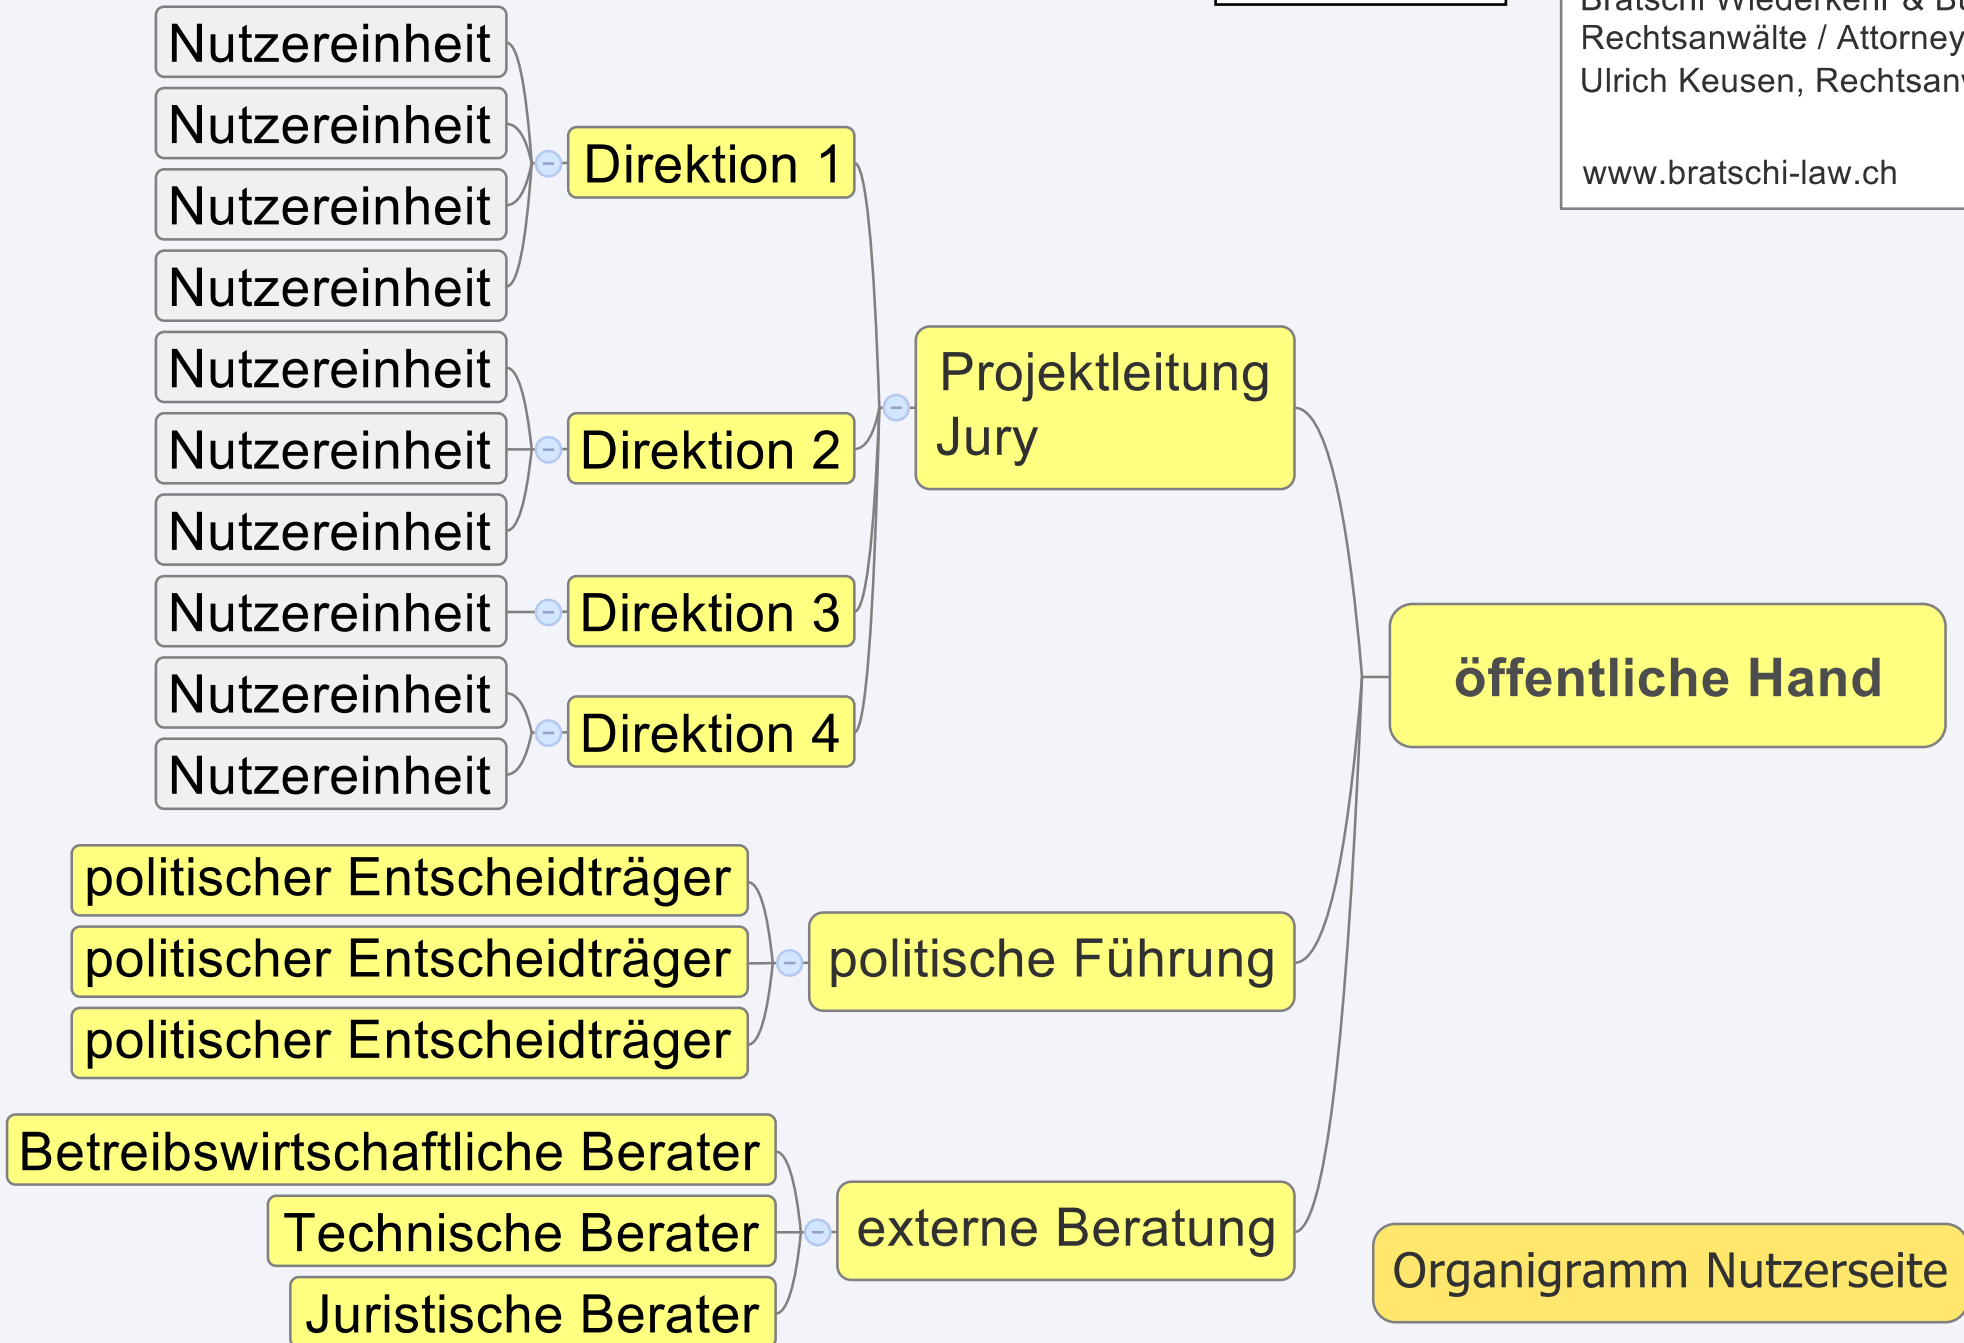 Bratschi Wiederkehr &
Rechtsanwälte / Attorney
Ulrich Keusen,
www.bratschi-law.ch
Nutzereinheit
Nutzereinheit
Nutzereinheit
Nutzereinheit
Direktion 1
Nutzereinheit
Nutzereinheit
Nutzereinheit
Direktion 2
Nutzereinheit
Direktion 3
Nutzereinheit
Nutzereinheit
Direktion 4
Projektleitung
Jury
öffentliche Hand
politischer Entscheidträger
politischer Entscheidträger
politischer Entscheidträger
politische Führung
Betreibswirtschaftliche Berater
Technische Berater
Juristische Berater
externe Beratung
Organigramm Nutzerseite